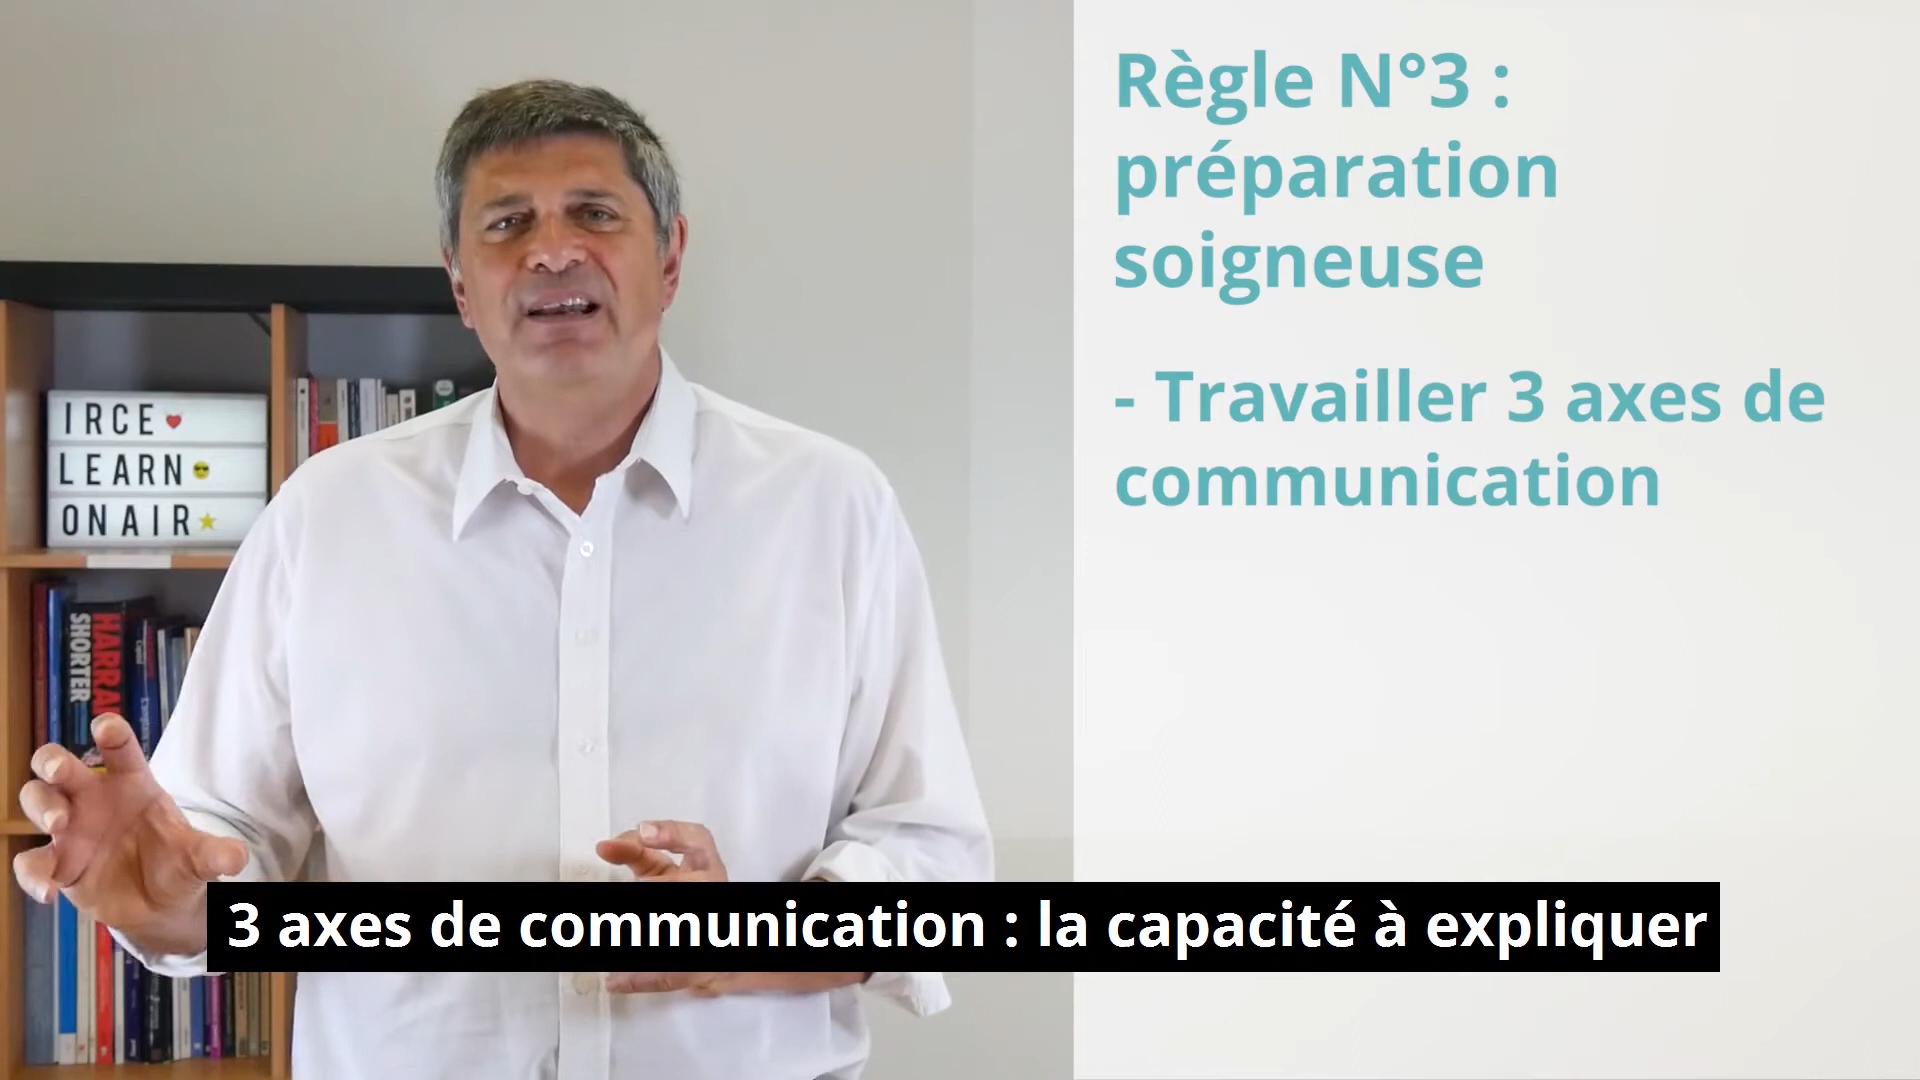 Règle N°3 :
préparation
soigneuse
- Travailler 3 axes de
communication
IRCE
LEARN
ON AIR
SHORTER
3 axes de communication : la capacité à expliquer